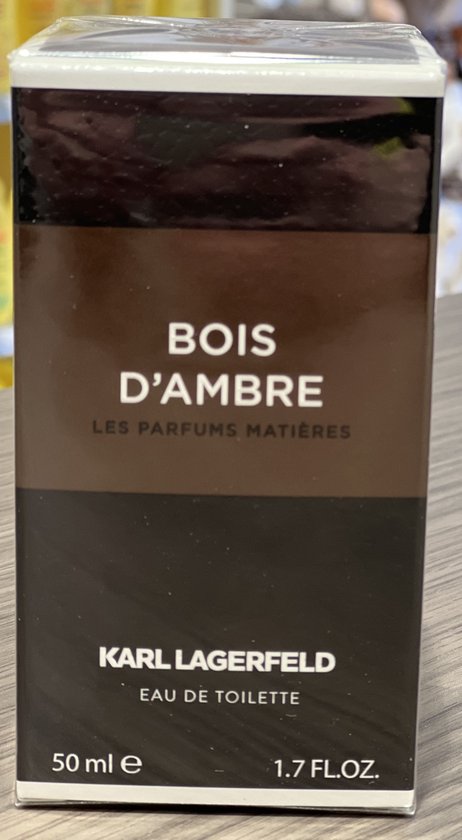 BOIS
D'AMBRE
LES PARFUMS MATIÈRES
KARL LAGERFELD
EAU DE TOILETTE
50 ml ℮ 1.7 FL.OZ.